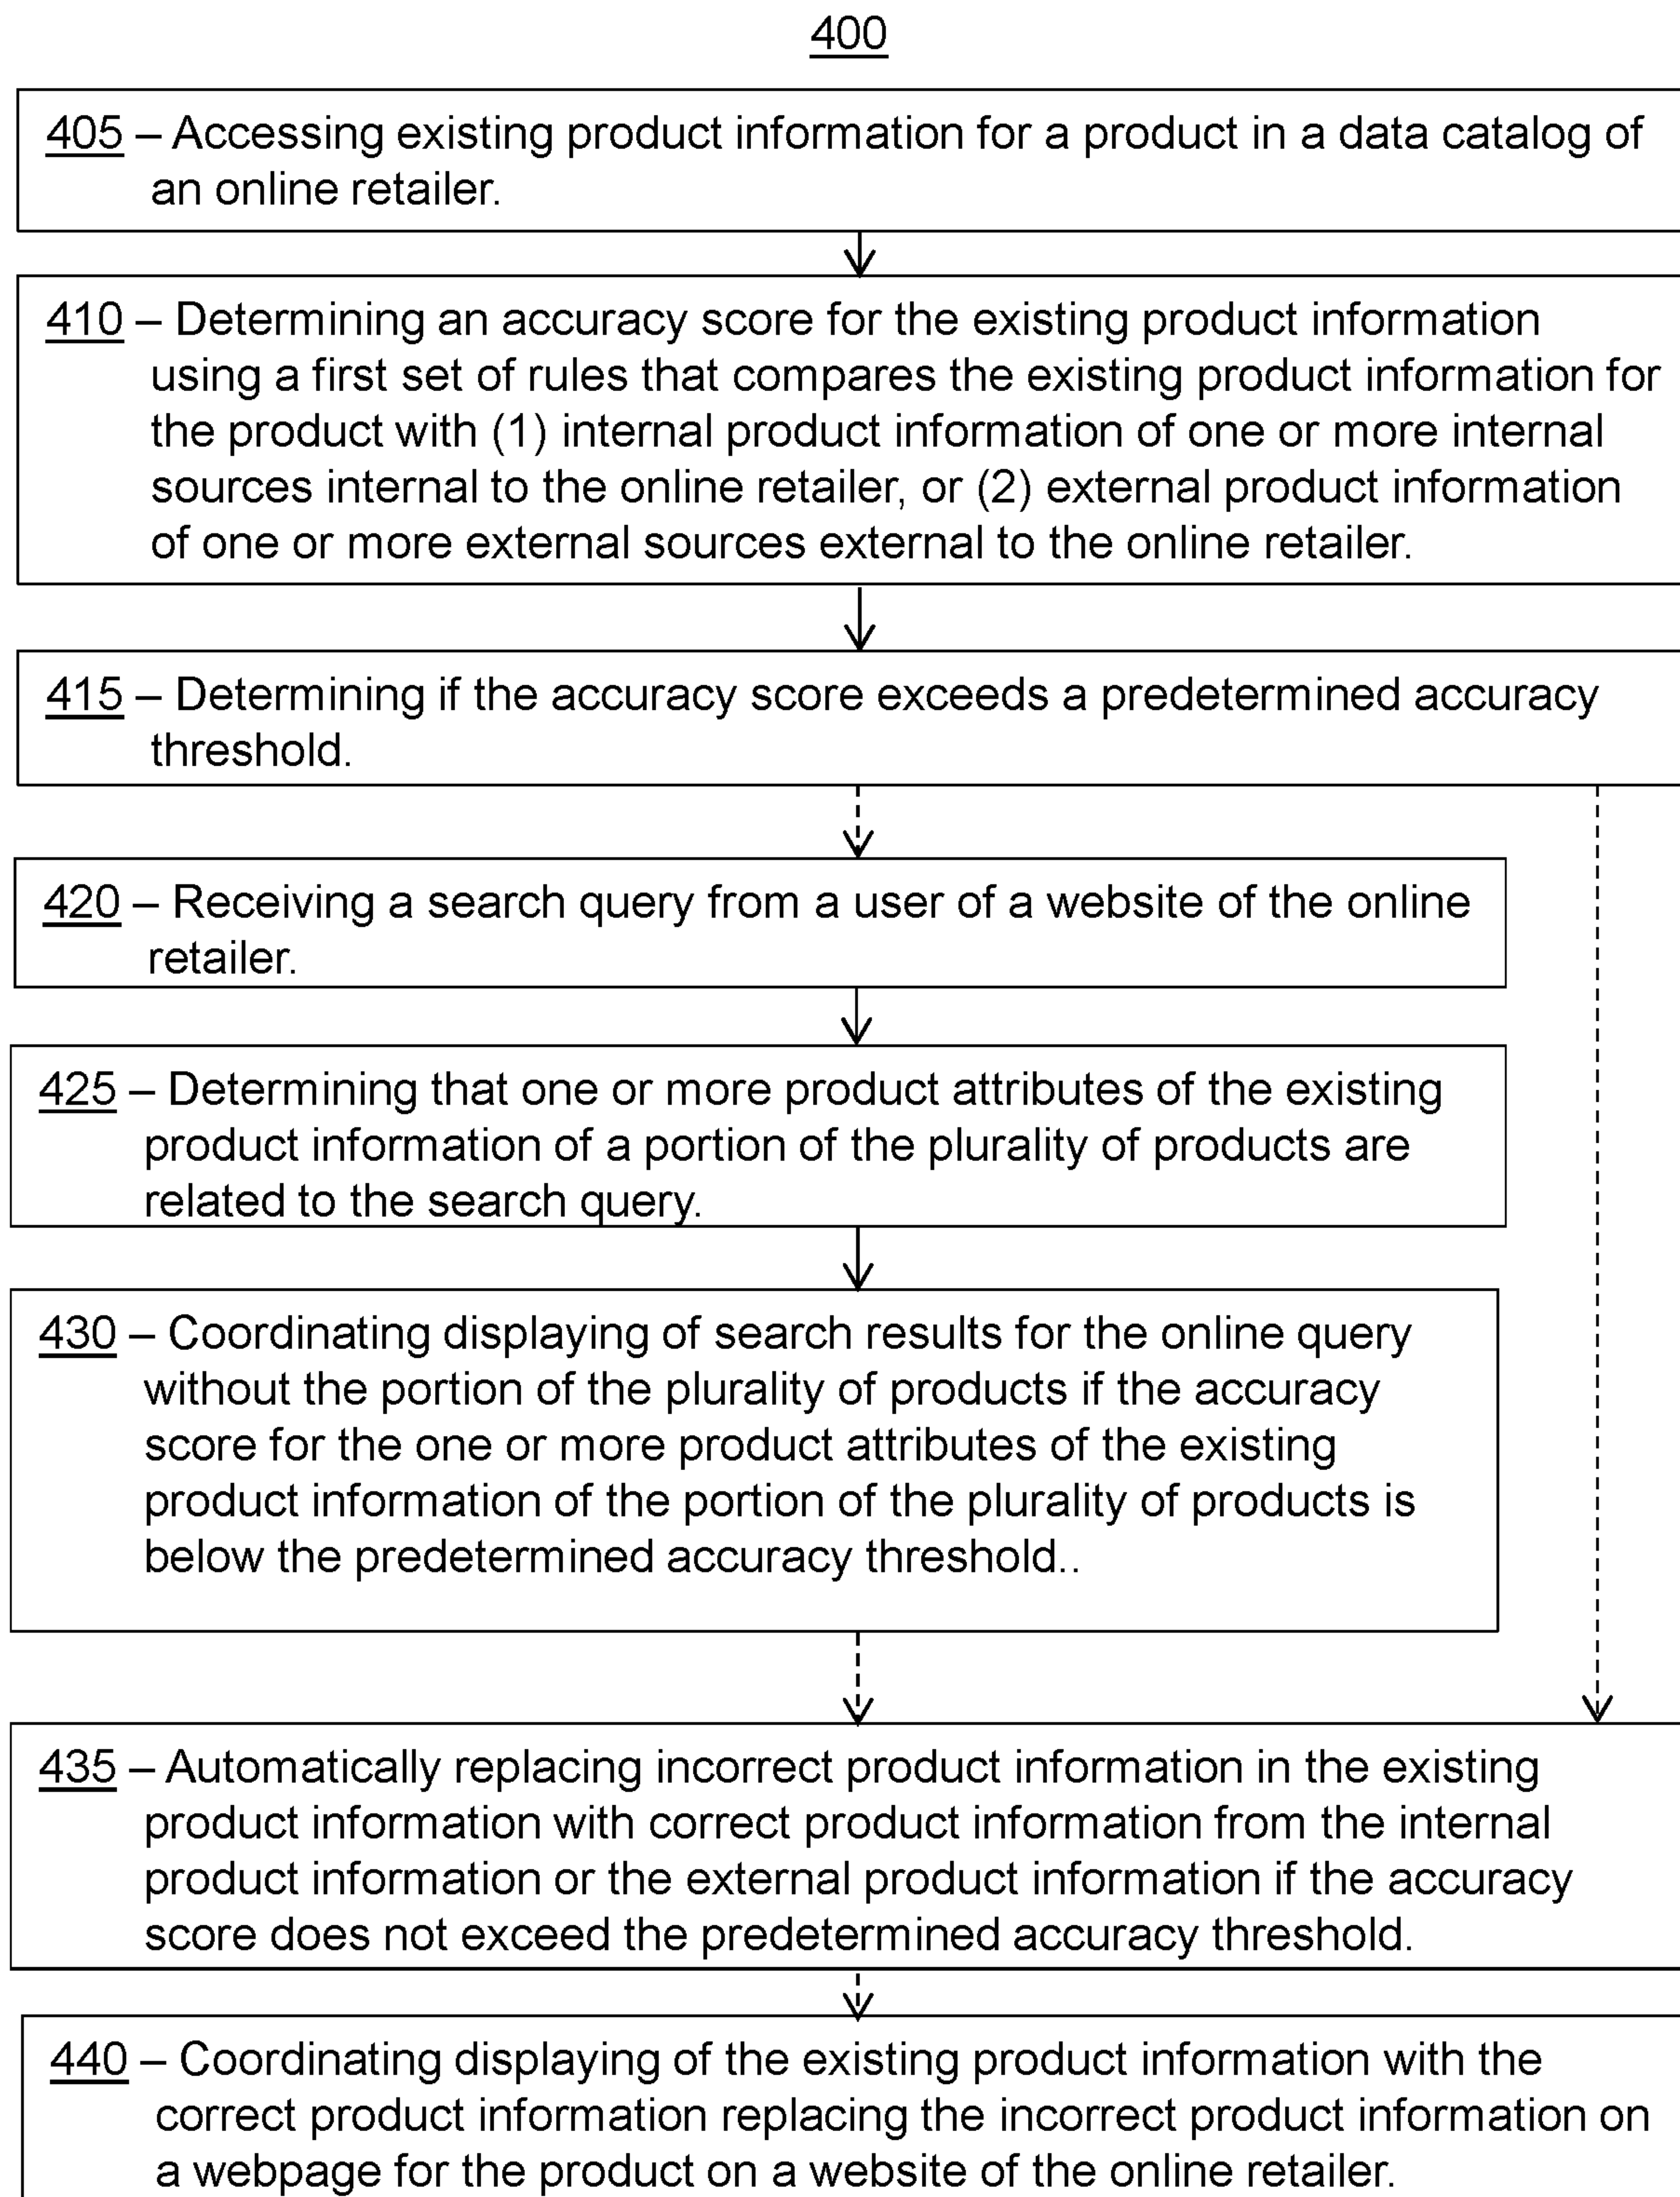 400
405 – Accessing existing product information for a product in a data catalog of
an online retailer.
410 – Determining an accuracy score for the existing product information
using a first set of rules that compares the existing product information for
the product with (1) internal product information of one or more internal
sources internal to the online retailer, or (2) external product information
of one or more external sources external to the online retailer.
415 – Determining if the accuracy score exceeds a predetermined accuracy
threshold.
420 – Receiving a search query from a user of a website of the online
retailer.
425 – Determining that one or more product attributes of the existing
product information of a portion of the plurality of products are
related to the search query.
430 – Coordinating displaying of search results for the online query
without the portion of the plurality of products if the accuracy
score for the one or more product attributes of the existing
product information of the portion of the plurality of products is
below the predetermined accuracy threshold..
435 – Automatically replacing incorrect product information in the existing
product information with correct product information from the internal
product information or the external product information if the accuracy
score does not exceed the predetermined accuracy threshold.
440 – Coordinating displaying of the existing product information with the
correct product information replacing the incorrect product information on
a webpage for the product on a website of the online retailer.